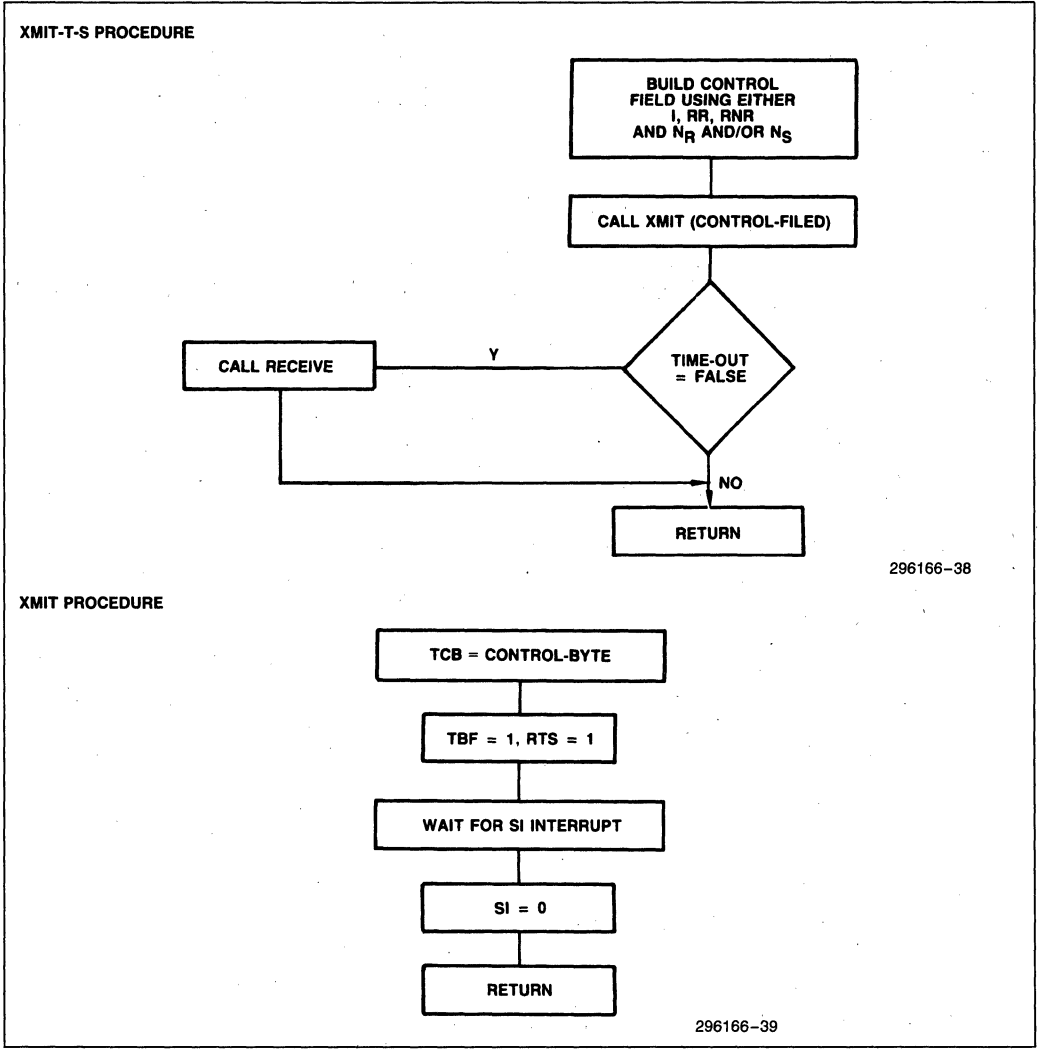 XMIT-T-S PROCEDURE
BUILD CONTROL
FIELD USING EITHER
I, RR, RNR
AND NR AND/OR NS
CALL XMIT (CONTROL-FILED)
TIME-OUT
= FALSE
Y
CALL RECEIVE
NO
RETURN
296166–38
XMIT PROCEDURE
TCB = CONTROL-BYTE
TBF = 1, RTS = 1
WAIT FOR SI INTERRUPT
SI = 0
RETURN
296166–39